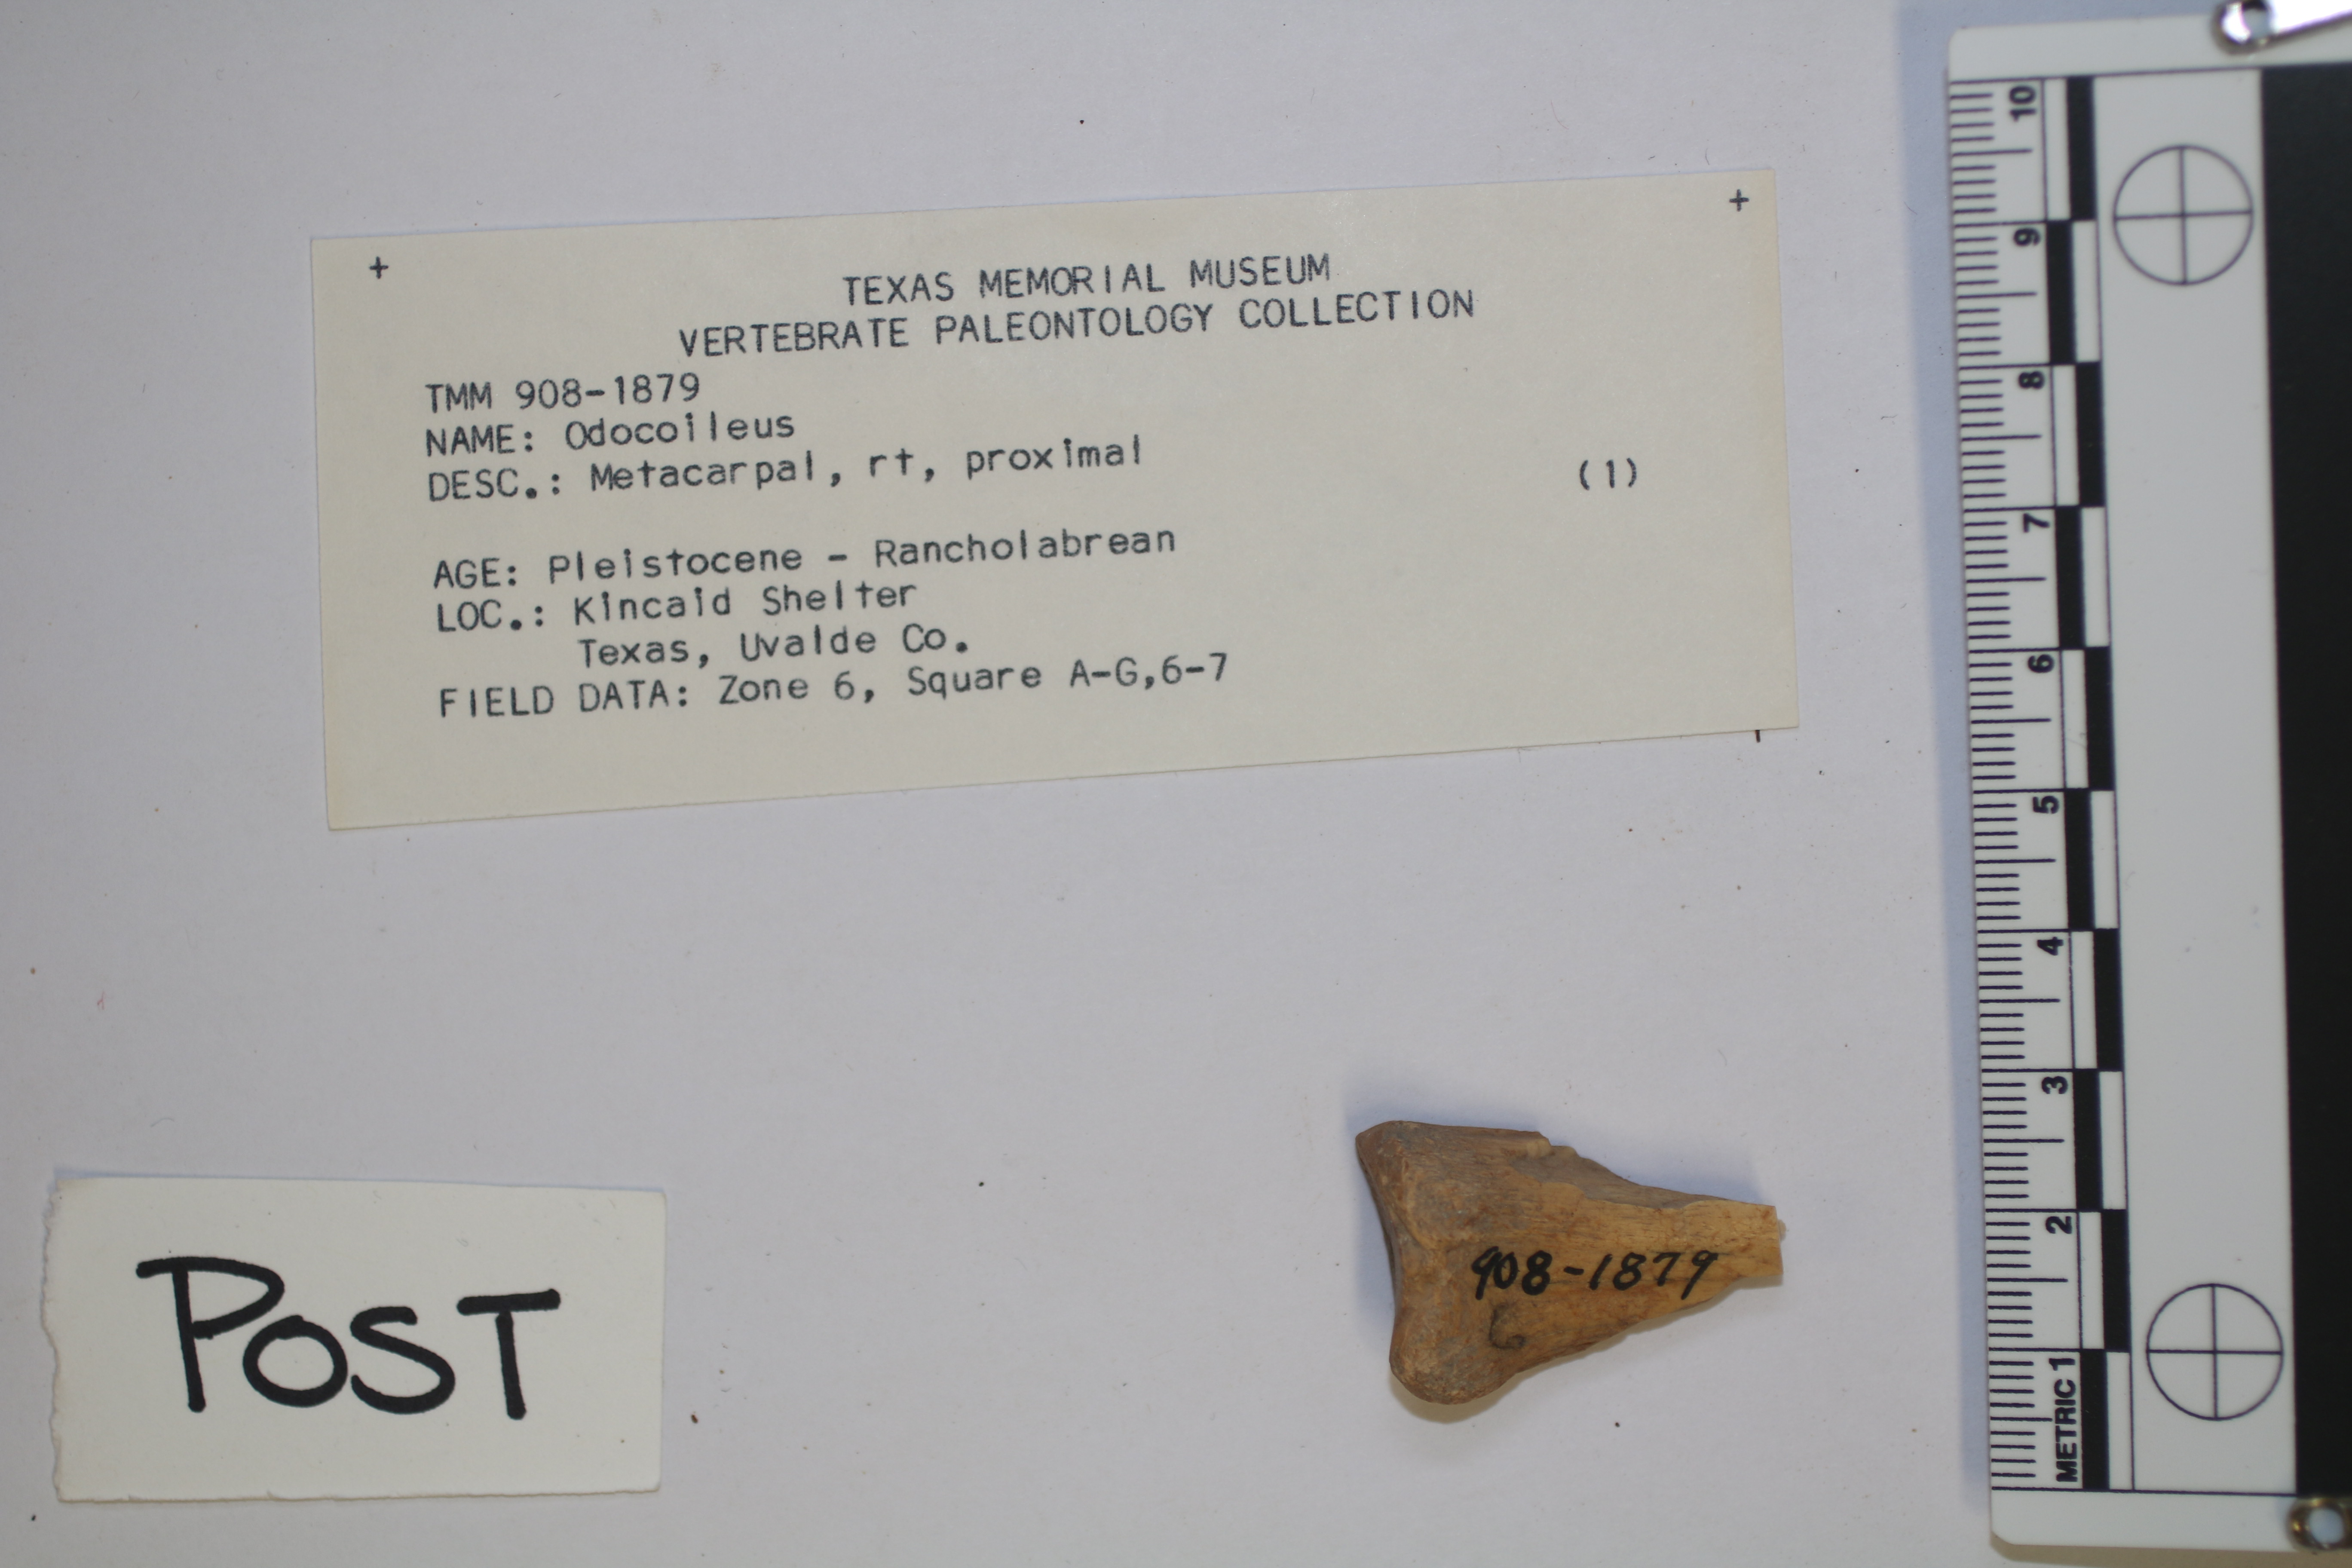 + +
TEXAS MEMORIAL MUSEUM
VERTEBRATE PALEONTOLOGY COLLECTION
TMM 908-1879
NAME: Odocoileus
DESC.: Metacarpal, rt, proximal (1)
AGE: Pleistocene - Rancholabrean
LOC.: Kincaid Shelter
Texas, Uvalde Co.
FIELD DATA: Zone 6, Square A-G,6-7
POST
908-1879
6
10
9
8
7
6
5
4
3
2
METRIC 1